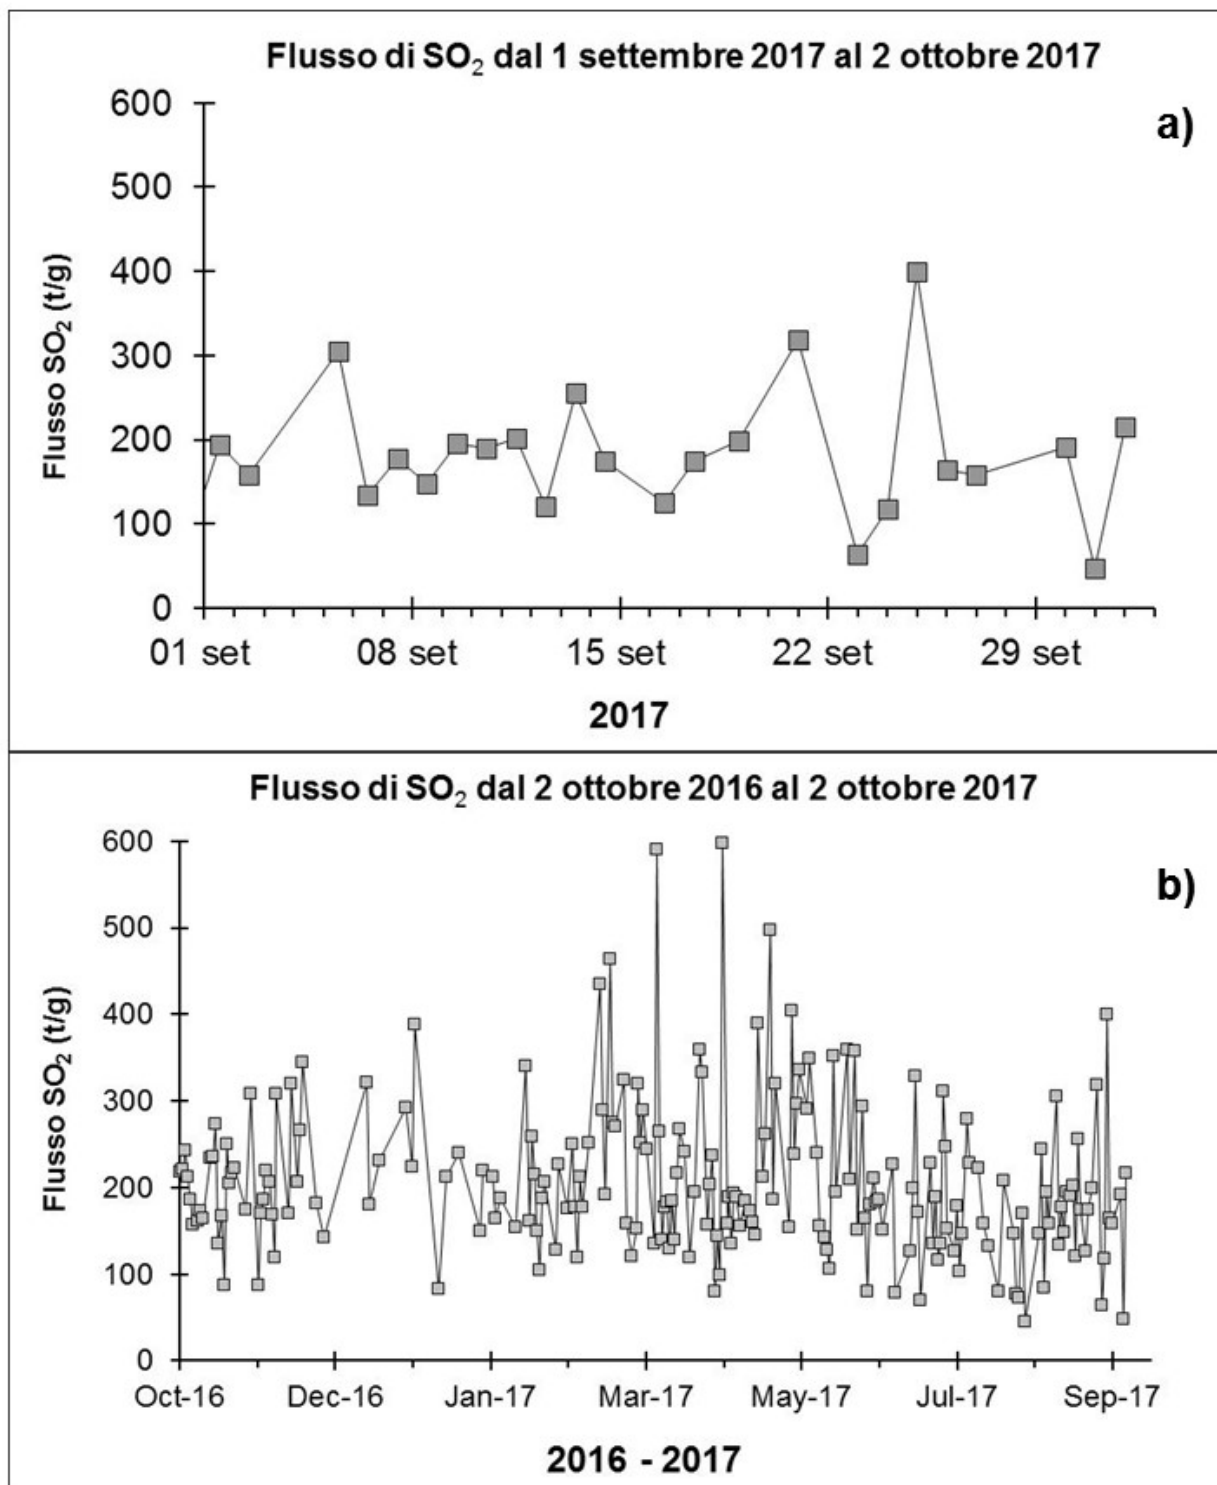 Flusso di SO₂ dal 1 settembre 2017 al 2 ottobre 2017
a)
600
500
400
300
200
100
0
Flusso SO₂ (t/g)
01 set 08 set 15 set 22 set 29 set
2017
Flusso di SO₂ dal 2 ottobre 2016 al 2 ottobre 2017
b)
600
500
400
300
200
100
0
Flusso SO₂ (t/g)
Oct-16 Dec-16 Jan-17 Mar-17 May-17 Jul-17 Sep-17
2016 - 2017